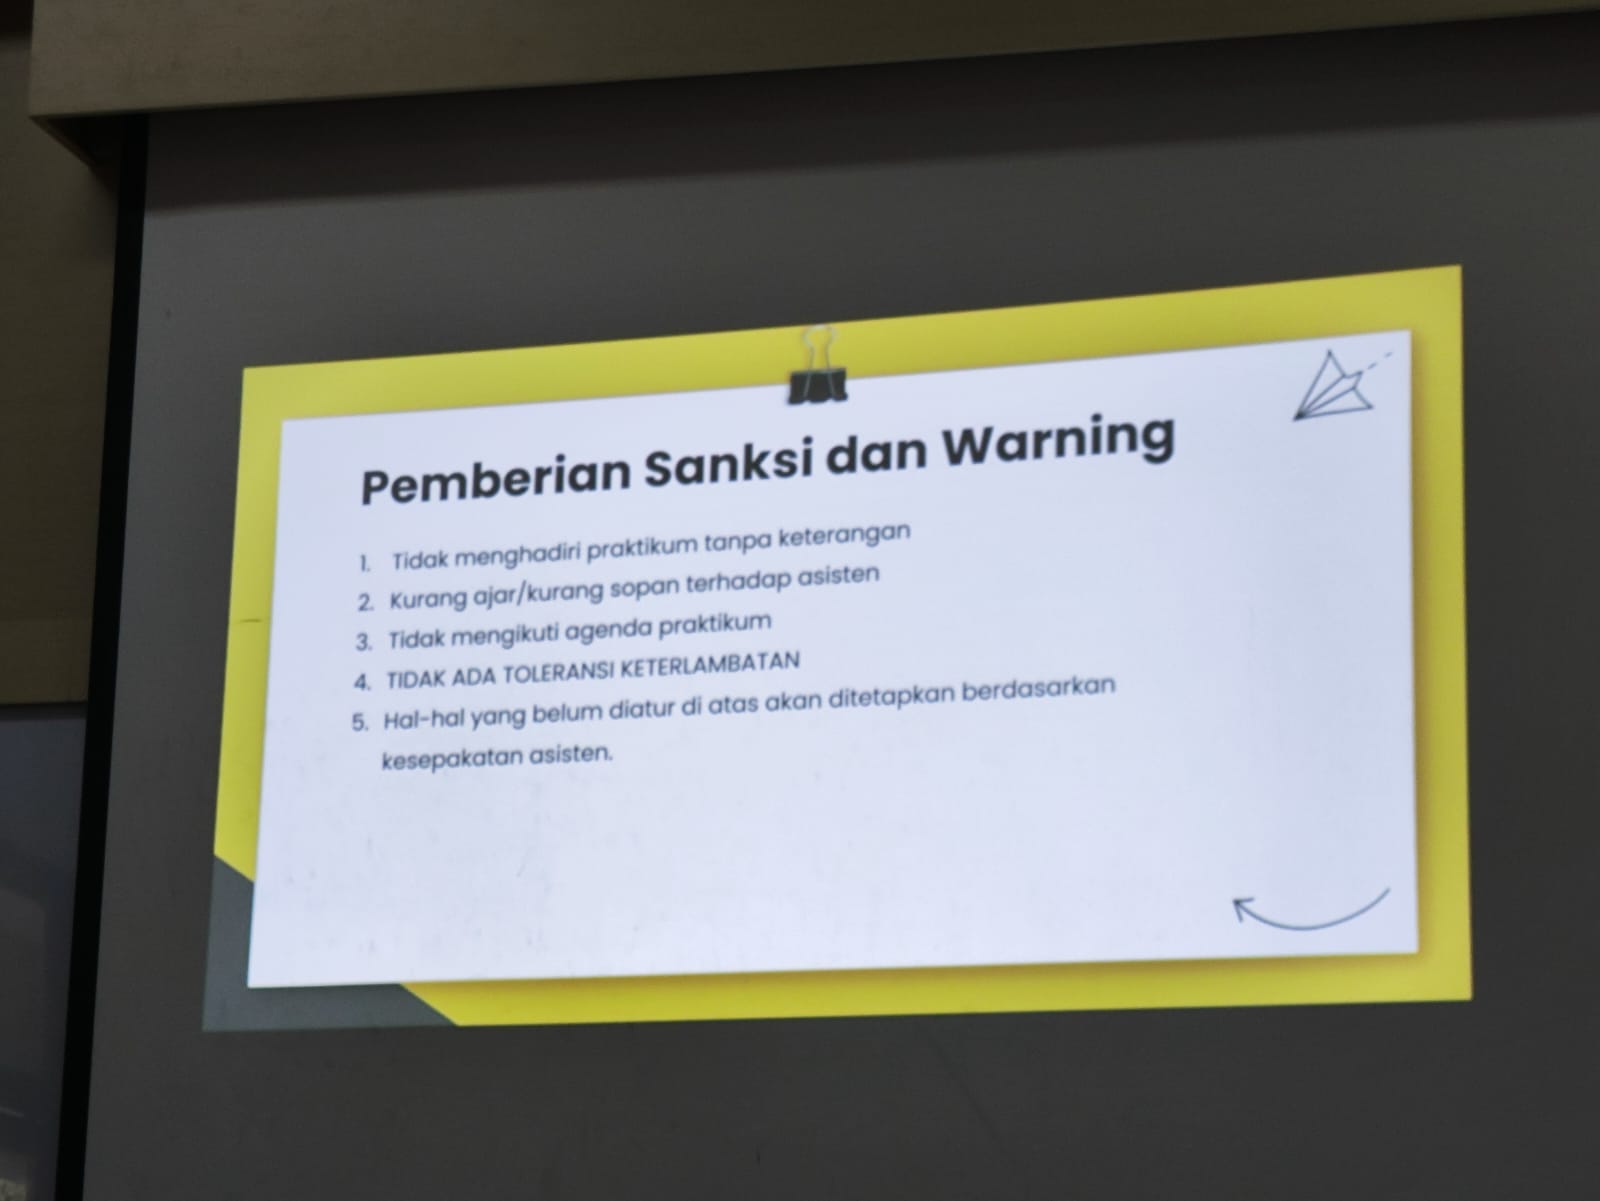 Pemberian Sanksi dan Warning
1. Tidak menghadiri praktikum tanpa keterangan
2. Kurang ajar/kurang sopan terhadap asisten
3. Tidak mengikuti agenda praktikum
4. TIDAK ADA TOLERANSI KETERLAMBATAN
5. Hal-hal yang belum diatur di atas akan ditetapkan berdasarkan
kesepakatan asisten.